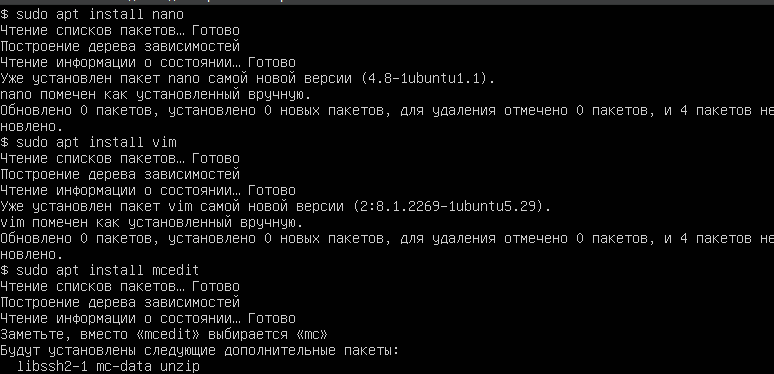 $ sudo apt install nano
Чтение списков пакетов… Готово
Построение дерева зависимостей
Чтение информации о состоянии… Готово
Уже установлен пакет nano самой новой версии (4.8-1ubuntu1.1).
nano помечен как установленный вручную.
Обновлено 0 пакетов, установлено 0 новых пакетов, для удаления отмечено 0 пакетов, и 4 пакетов не
новлено.
$ sudo apt install vim
Чтение списков пакетов… Готово
Построение дерева зависимостей
Чтение информации о состоянии… Готово
Уже установлен пакет vim самой новой версии (2:8.1.2269-1ubuntu5.29).
vim помечен как установленный вручную.
Обновлено 0 пакетов, установлено 0 новых пакетов, для удаления отмечено 0 пакетов, и 4 пакетов не
новлено.
$ sudo apt install mcedit
Чтение списков пакетов… Готово
Построение дерева зависимостей
Чтение информации о состоянии… Готово
Заметьте, вместо «mcedit» выбирается «mc»
Будут установлены следующие дополнительные пакеты:
libssh2-1 mc-data unzip